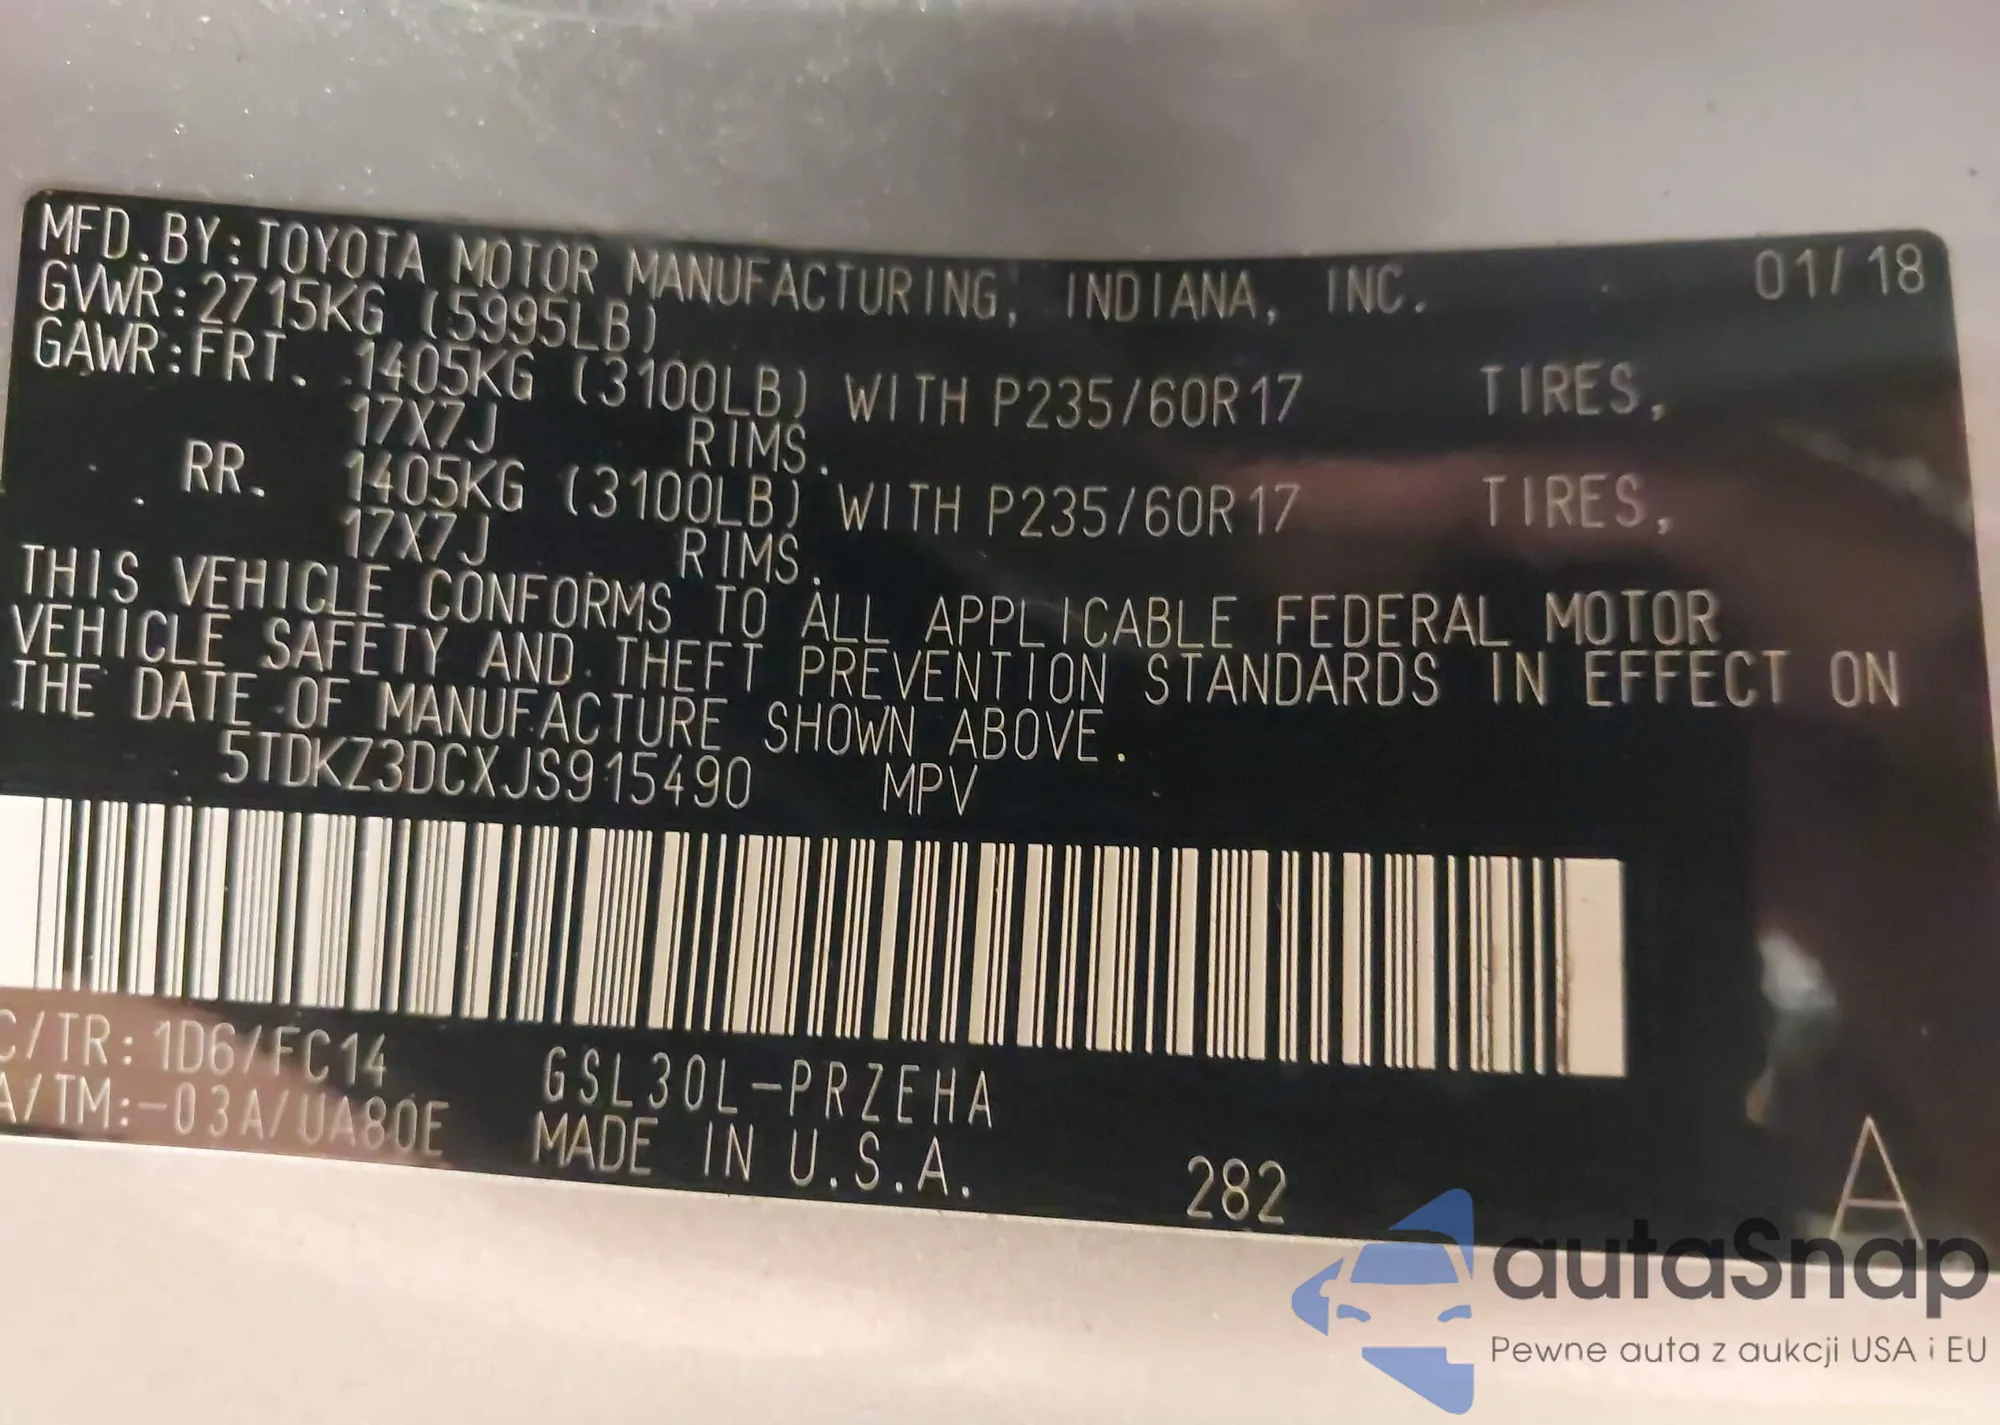 MFD.BY:TOYOTA MOTOR MANUFACTURING, INDIANA, INC. 01/18
GVWR:2715KG (5995LB)
GAWR:FRT. 1405KG (3100LB) WITH P235/60R17 TIRES,
17X7J RIMS.
RR. 1405KG (3100LB) WITH P235/60R17 TIRES,
17X7J RIMS.
THIS VEHICLE CONFORMS TO ALL APPLICABLE FEDERAL MOTOR
VEHICLE SAFETY AND THEFT PREVENTION STANDARDS IN EFFECT ON
THE DATE OF MANUFACTURE SHOWN ABOVE.
5TDKZ3DCXJS915490 MPV
C/TR:1D6/FC14 GSL30L-PRZEHA
A/TM:-03A/UA80E MADE IN U.S.A. 282 A
autaSnap
Pewne auta z aukcji USA i EU